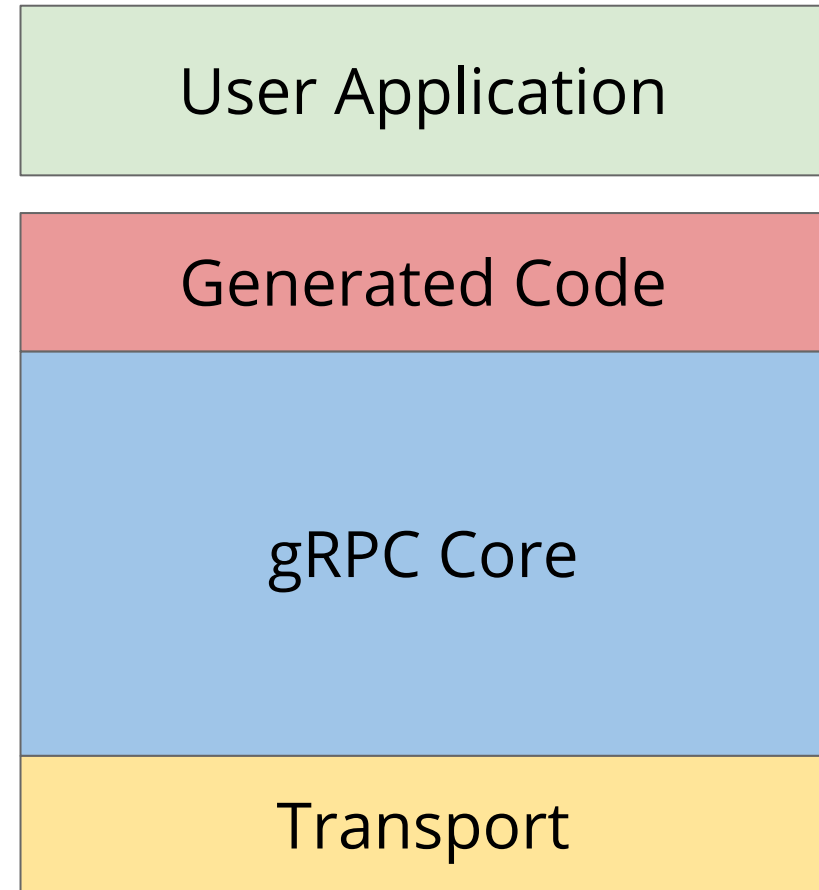 User Application
Generated Code
gRPC Core
Transport